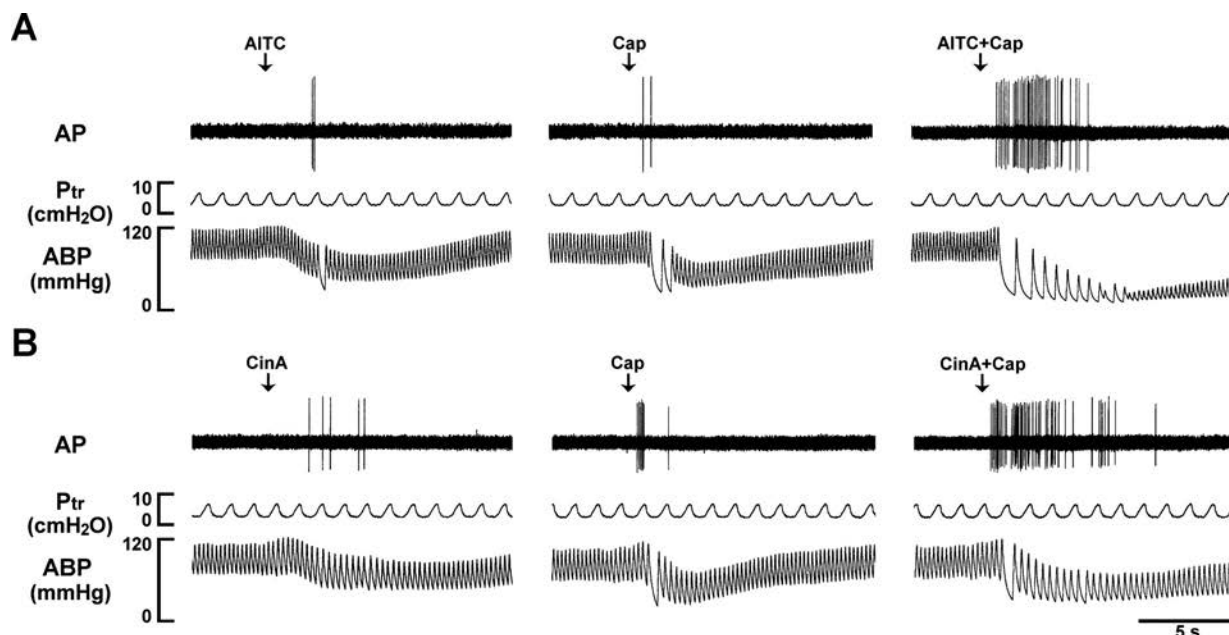 A
AITC
Cap
AITC+Cap
AP
Ptr
(cmH2O)
10
0
ABP
(mmHg)
120
0
B
CinA
Cap
CinA+Cap
AP
Ptr
(cmH2O)
10
0
ABP
(mmHg)
120
0
5 s